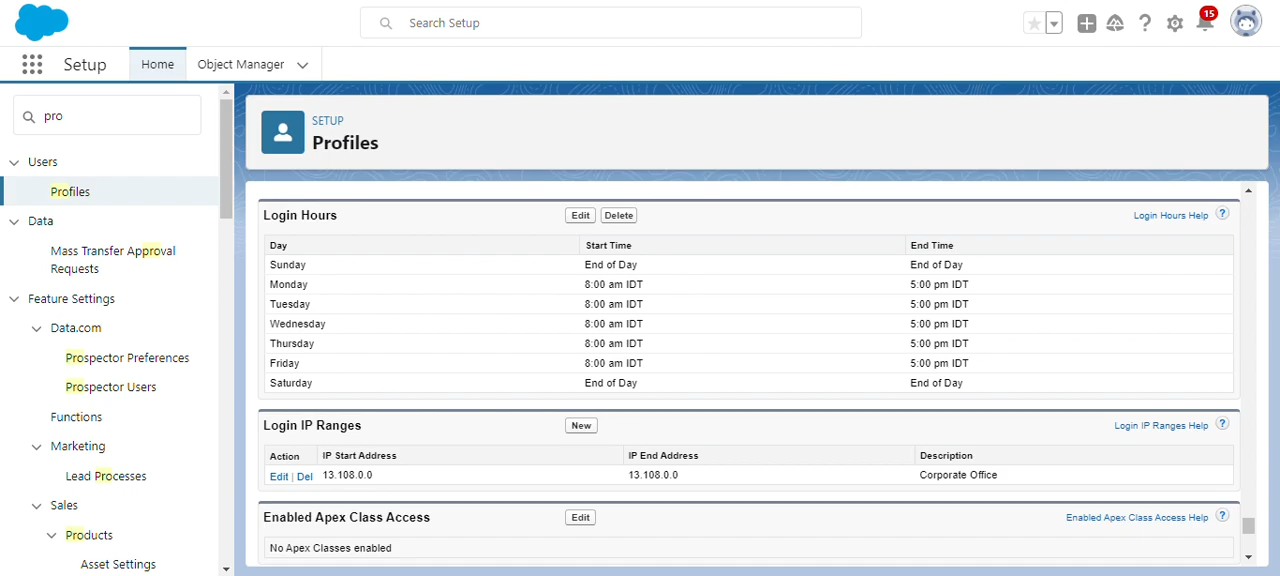 Search Setup
15
Setup
Home
Object Manager
pro
Users
Profiles
Data
Mass Transfer Approval
Requests
Feature Settings
Data.com
Prospector Preferences
Prospector Users
Functions
Marketing
Lead Processes
Sales
Products
Asset Settings
SETUP
Profiles
Login Hours Edit Delete Login Hours Help ?
Day Start Time End Time
Sunday End of Day End of Day
Monday 8:00 am IDT 5:00 pm IDT
Tuesday 8:00 am IDT 5:00 pm IDT
Wednesday 8:00 am IDT 5:00 pm IDT
Thursday 8:00 am IDT 5:00 pm IDT
Friday 8:00 am IDT 5:00 pm IDT
Saturday End of Day End of Day
Login IP Ranges New Login IP Ranges Help ?
Action IP Start Address IP End Address Description
Edit | Del 13.108.0.0 13.108.0.0 Corporate Office
Enabled Apex Class Access Edit Enabled Apex Class Access Help ?
No Apex Classes enabled